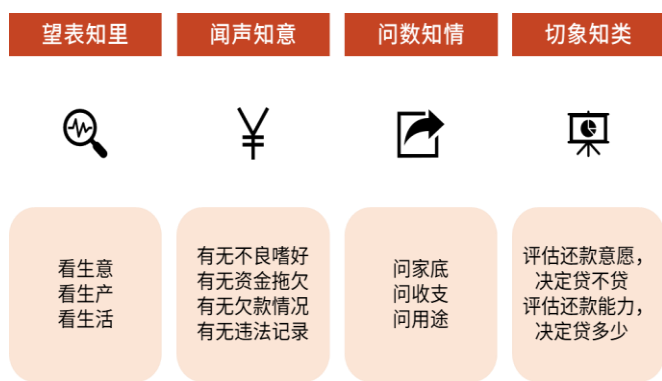 望表知里
闻声知意
问数知情
切象知类
看生意
看生产
看生活
有无不良嗜好
有无资金拖欠
有无欠款情况
有无违法记录
问家底
问收支
问用途
评估还款意愿，
决定贷不贷
评估还款能力，
决定贷多少